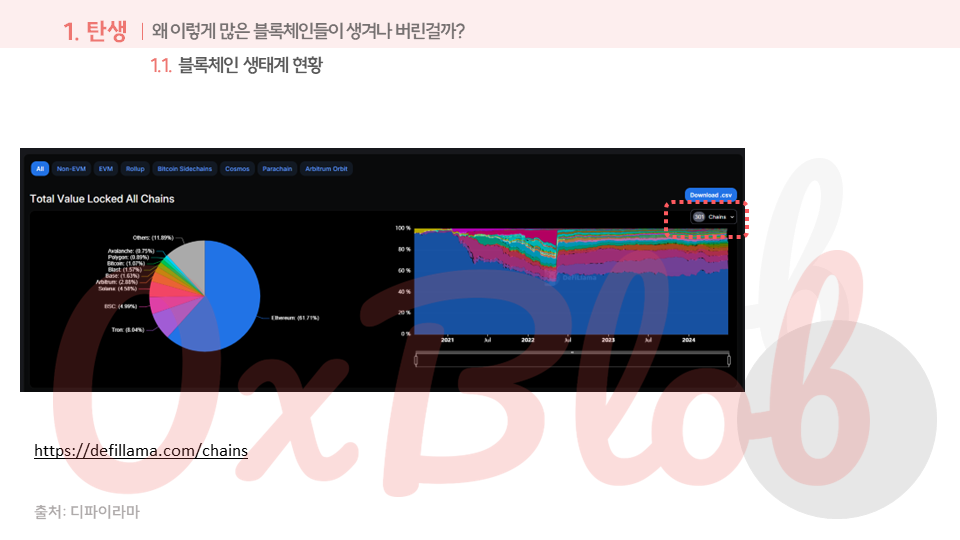 1. 탄생 | 왜 이렇게 많은 블록체인들이 생겨나 버린걸까?
1.1. 블록체인 생태계 현황
All Non-EVM EVM Rollup Bitcoin Sidechains Cosmos Parachain Arbitrum Orbit
Download .csv
Total Value Locked All Chains
301 Chains
Others: (11.89%)
Avalanche: (0.75%)
Polygon: (0.89%)
Bitcoin: (1.07%)
Blast: (1.57%)
Base: (1.63%)
Arbitrum: (2.88%)
Solana: (4.58%)
BSC: (4.99%)
Tron: (8.04%)
Ethereum: (61.71%)
100 %
80 %
60 %
40 %
20 %
0 %
DefiLlama
2021 Jul 2022 Jul 2023 Jul 2024
0xBlob
https://defillama.com/chains
출처: 디파이라마